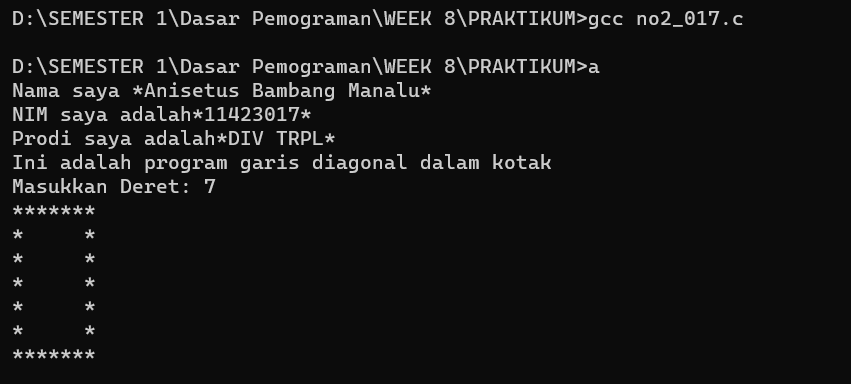 D:\SEMESTER 1\Dasar Pemograman\WEEK 8\PRAKTIKUM>gcc no2_017.c
D:\SEMESTER 1\Dasar Pemograman\WEEK 8\PRAKTIKUM>a
Nama saya *Anisetus Bambang Manalu*
NIM saya adalah*11423017*
Prodi saya adalah*DIV TRPL*
Ini adalah program garis diagonal dalam kotak
Masukkan Deret: 7
*******
*     *
*     *
*     *
*     *
*     *
*******